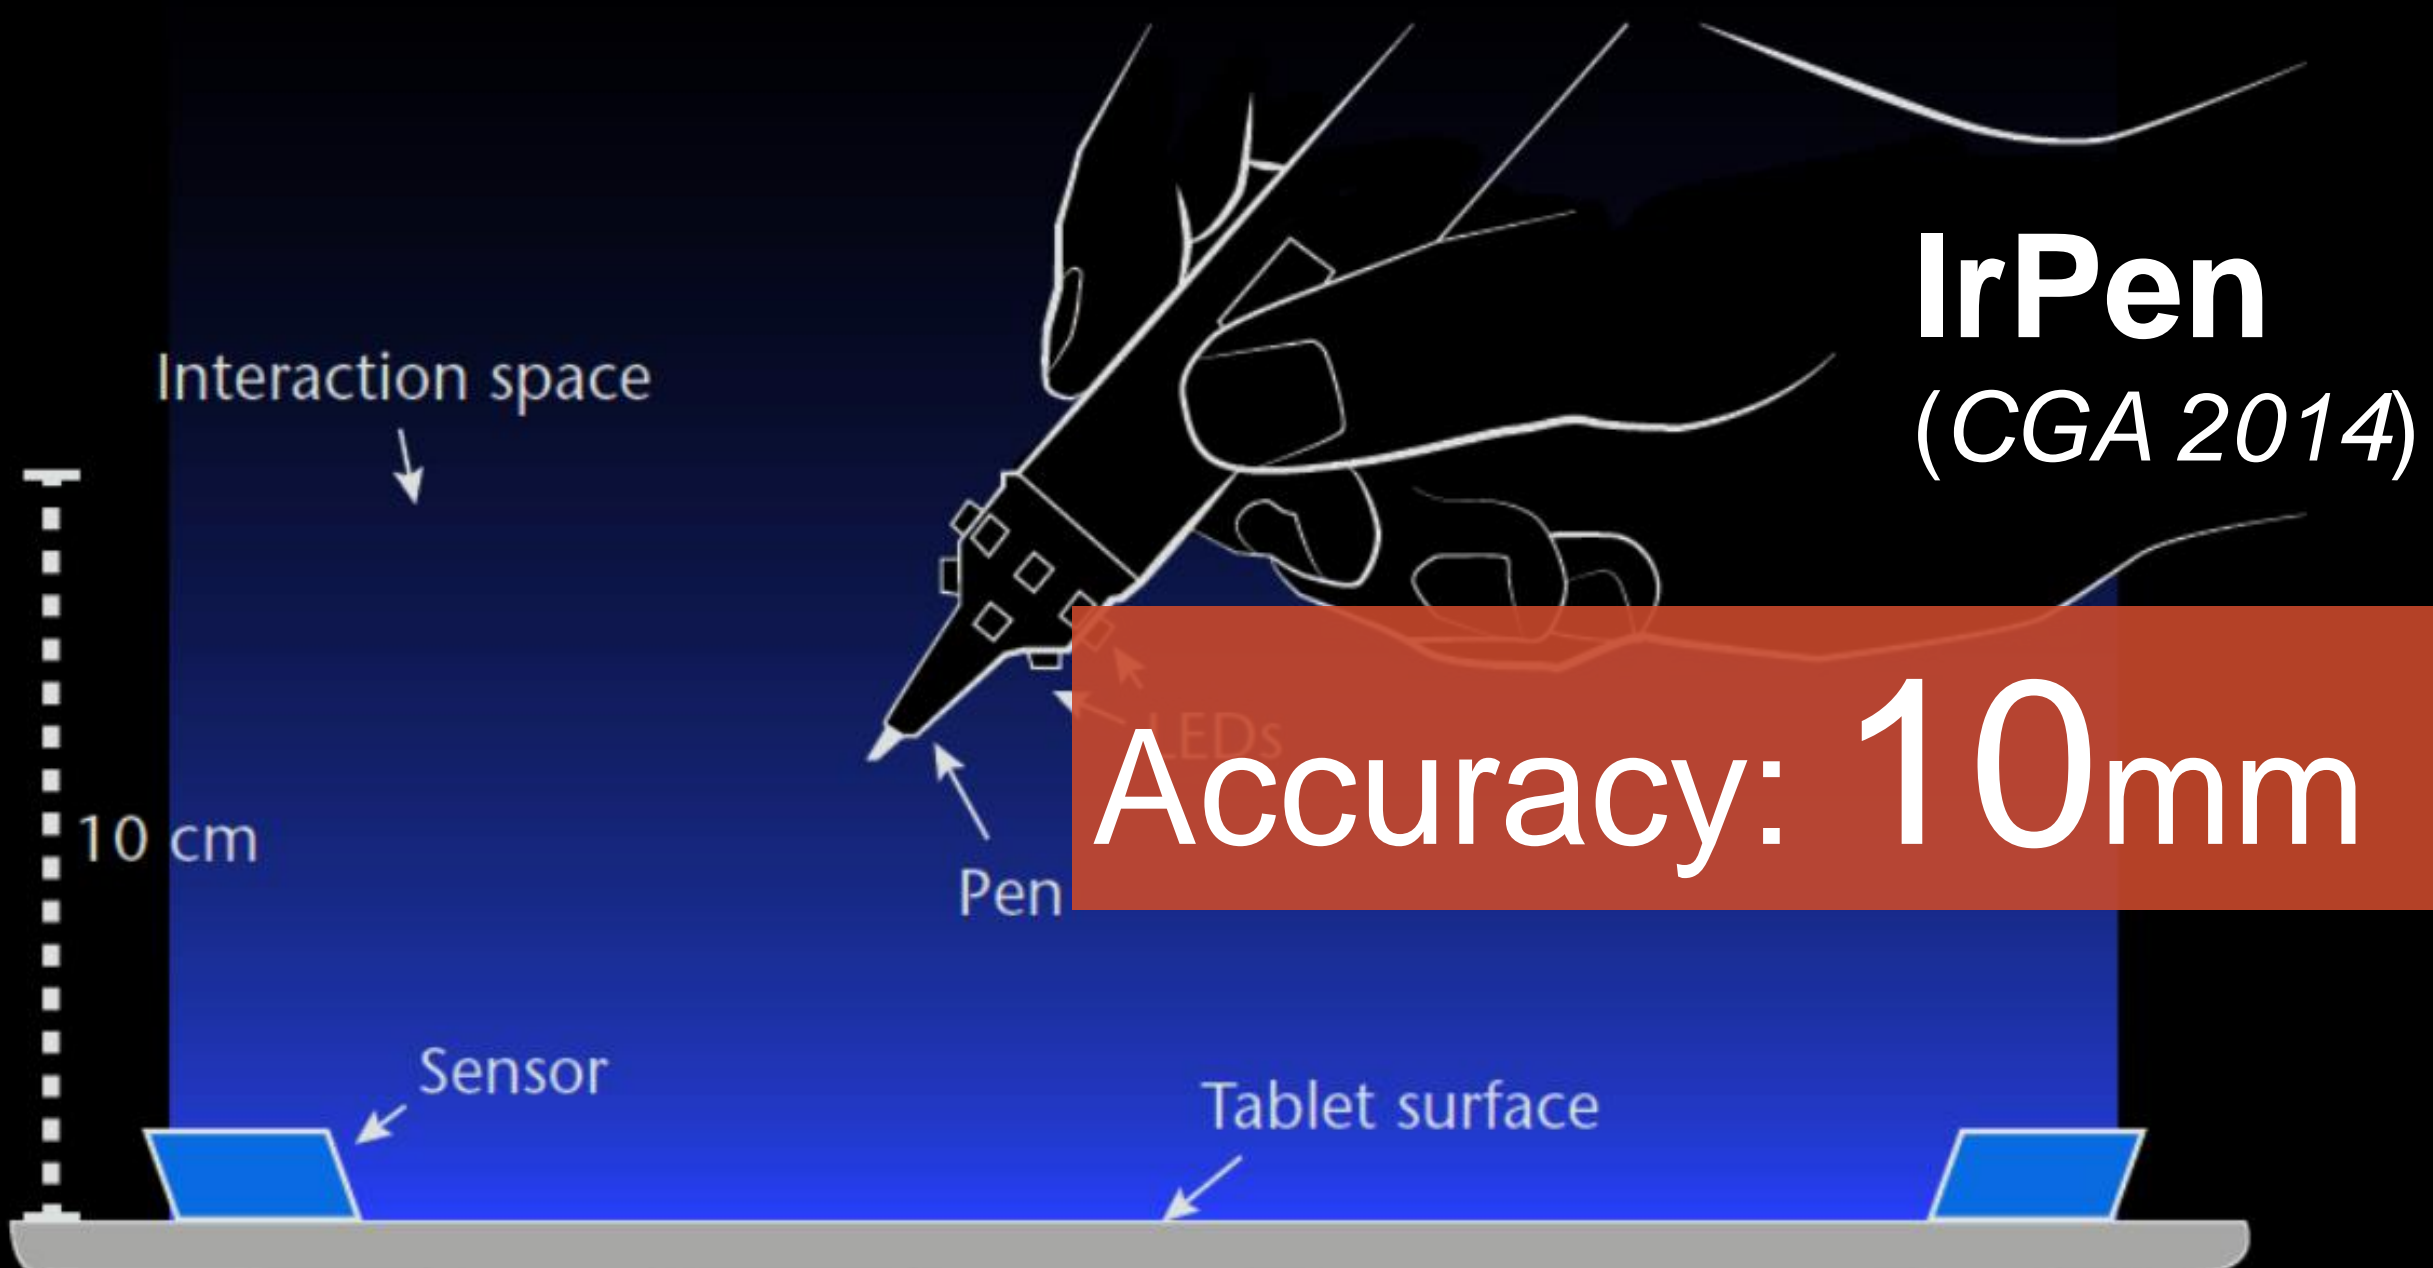 IrPen
(CGA 2014)
Interaction space
LEDs
Accuracy: 10mm
10 cm
Pen
Sensor
Tablet surface